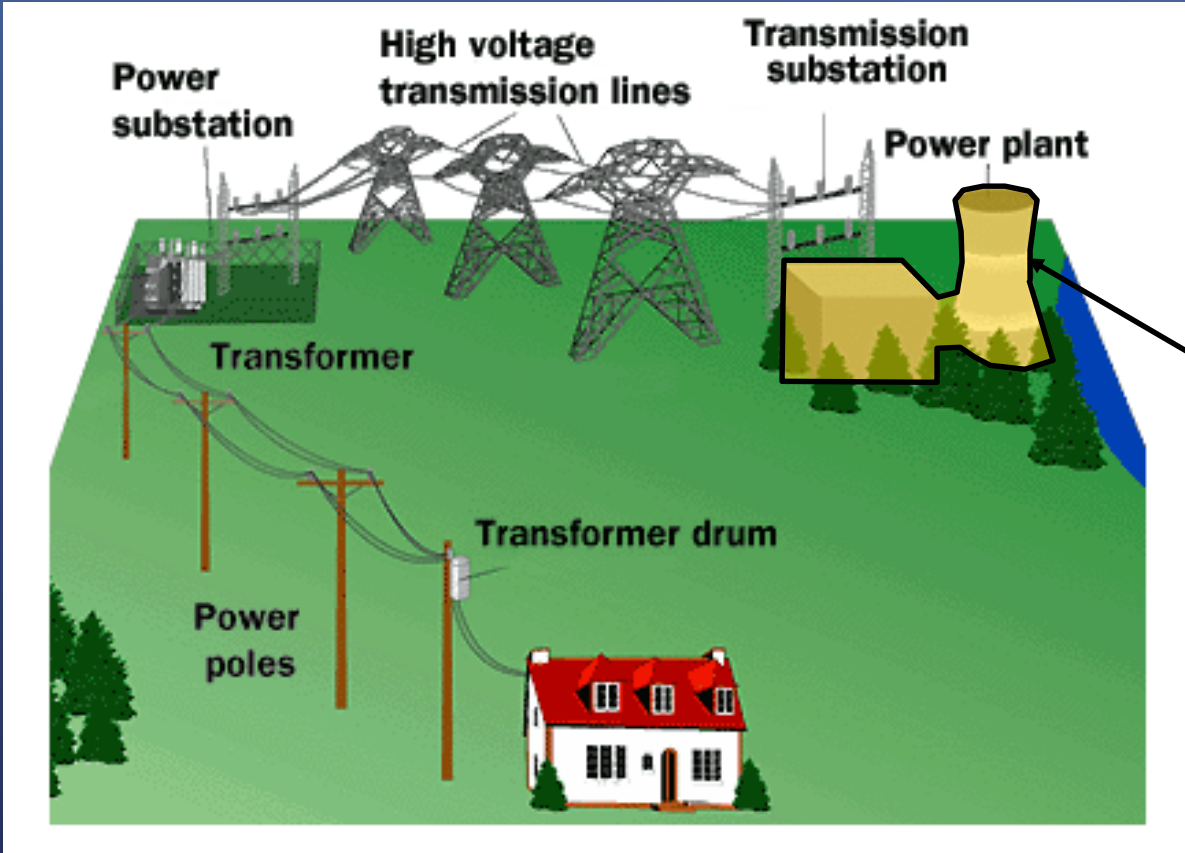 Transmission
substation
High voltage
transmission lines
Power
substation
Power plant
Transformer
Transformer drum
Power
poles